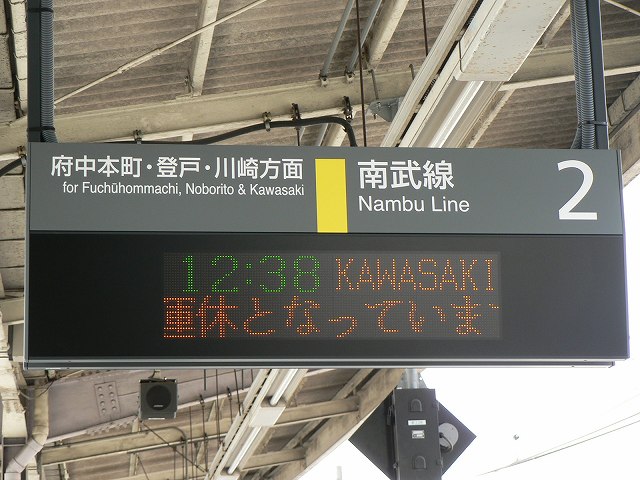 府中本町・登戸・川崎方面
for Fuchūhommachi, Noborito & Kawasaki
南武線
Nambu Line
2
12:38 KAWASAKI
運休となっていま